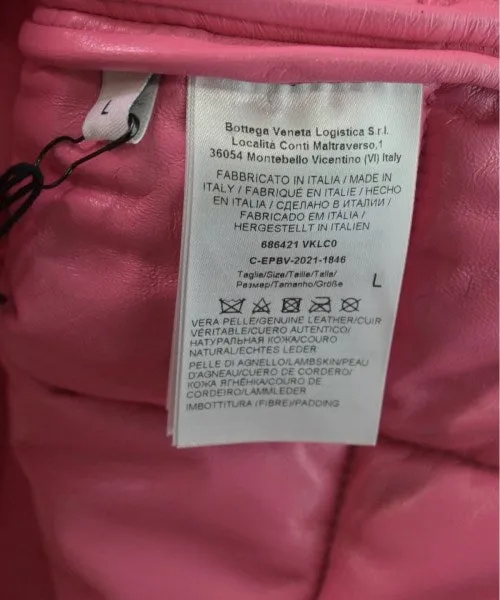 L
Bottega Veneta Logistica S.r.l.
Località Conti Maltraverso,1
36054 Montebello Vicentino (VI) Italy
FABBRICATO IN ITALIA / MADE IN
ITALY / FABRIQUÉ EN ITALIE / HECHO
EN ITALIA / СДЕЛАНО В ИТАЛИИ /
FABRICADO EM ITÁLIA /
HERGESTELLT IN ITALIEN
686421 VKLC0
C-EPBV-2021-1846
Taglia/Size/Taille/Talla/
Размер/Tamanho/Größe L
VERA PELLE/GENUINE LEATHER/CUIR
VÉRITABLE/CUERO AUTENTICO/
НАТУРАЛЬНАЯ КОЖА/COURO
NATURAL/ECHTES LEDER
PELLE DI AGNELLO/LAMBSKIN/PEAU
D'AGNEAU/CUERO DE CORDERO/
КОЖА ЯГНЁНКА/COURO DE
CORDEIRO/LAMMLEDER
IMBOTTITURA (FIBRE)/PADDING